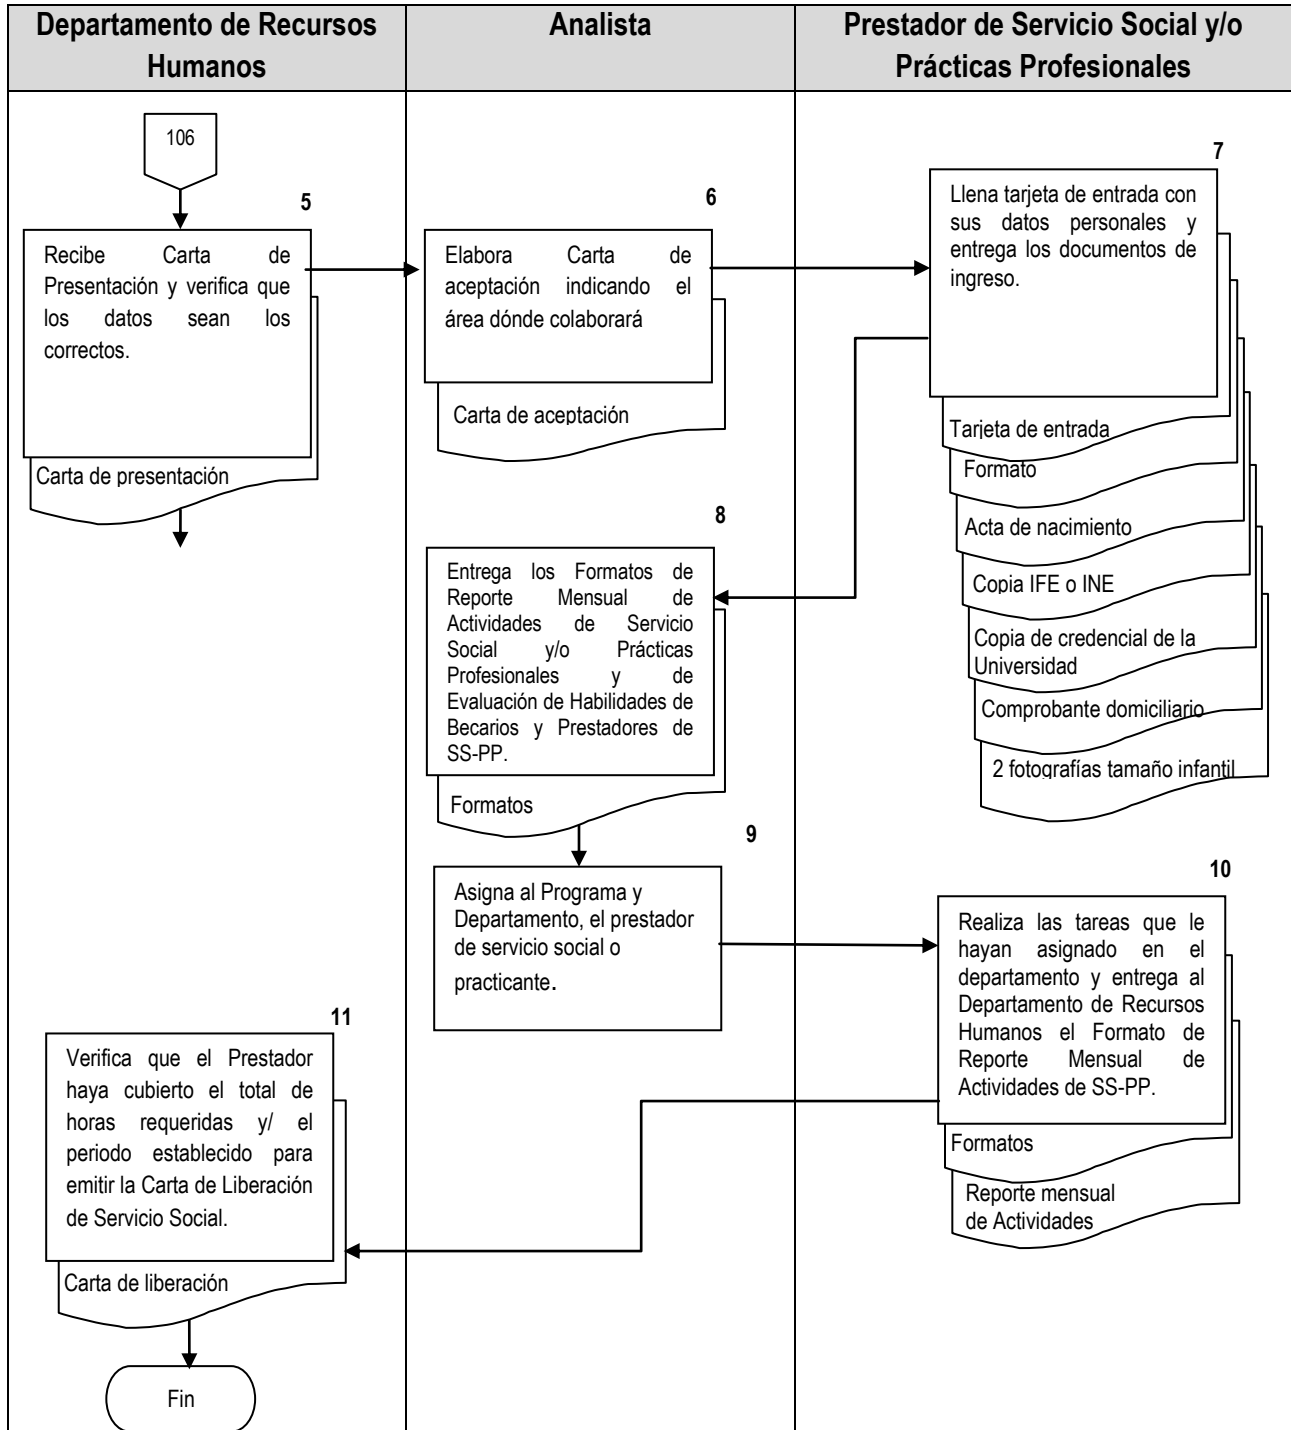 Departamento de Recursos
Humanos
Analista
Prestador de Servicio Social y/o
Prácticas Profesionales
106
5
Recibe Carta de
Presentación y verifica que
los datos sean los
correctos.
Carta de presentación
6
Elabora Carta de
aceptación indicando el
área dónde colaborará
Carta de aceptación
7
Llena tarjeta de entrada con
sus datos personales y
entrega los documentos de
ingreso.
Tarjeta de entrada
Formato
Acta de nacimiento
Copia IFE o INE
Copia de credencial de la
Universidad
Comprobante domiciliario
2 fotografías tamaño infantil
8
Entrega los Formatos de
Reporte Mensual de
Actividades de Servicio
Social y/o Prácticas
Profesionales y de
Evaluación de Habilidades de
Becarios y Prestadores de
SS-PP.
Formatos
9
Asigna al Programa y
Departamento, el prestador
de servicio social o
practicante.
10
Realiza las tareas que le
hayan asignado en el
departamento y entrega al
Departamento de Recursos
Humanos el Formato de
Reporte Mensual de
Actividades de SS-PP.
Formatos
Reporte mensual
de Actividades
11
Verifica que el Prestador
haya cubierto el total de
horas requeridas y/ el
periodo establecido para
emitir la Carta de Liberación
de Servicio Social.
Carta de liberación
Fin